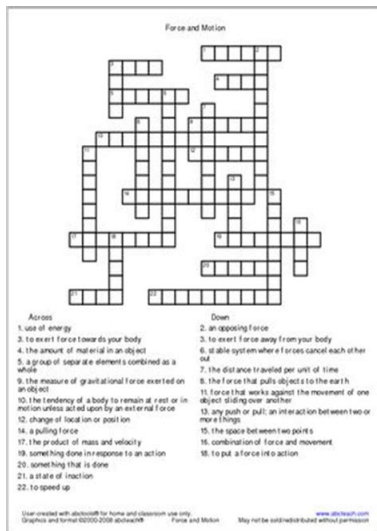 Force and Motion
Across
1. use of energy
3. to exert force towards your body
4. the amount of material in an object
5. a group of separate elements combined as a
whole
9. the measure of gravitational force exerted on
an object
10. the tendency of a body to remain at rest or in
motion unless acted upon by an external force
12. change of location or position
14. a pulling force
17. the product of mass and velocity
19. something done in response to an action
20. something that is done
21. a state of inaction
22. to speed up
Down
2. an opposing force
3. to exert force away from your body
6. stable system where forces cancel each other
out
7. the distance traveled per unit of time
8. the force that pulls objects to the earth
11. force that works against the movement of one
object sliding over another
13. any push or pull; an interaction between two or
more things
15. the space between two points
16. combination of force and movement
18. to put a force into action
User-created with abctools® for home and classroom use only.
www.abcteach.com
Graphics and format ©2000-2008 abcteach®
Force and Motion
May not be sold/redistributed without permission